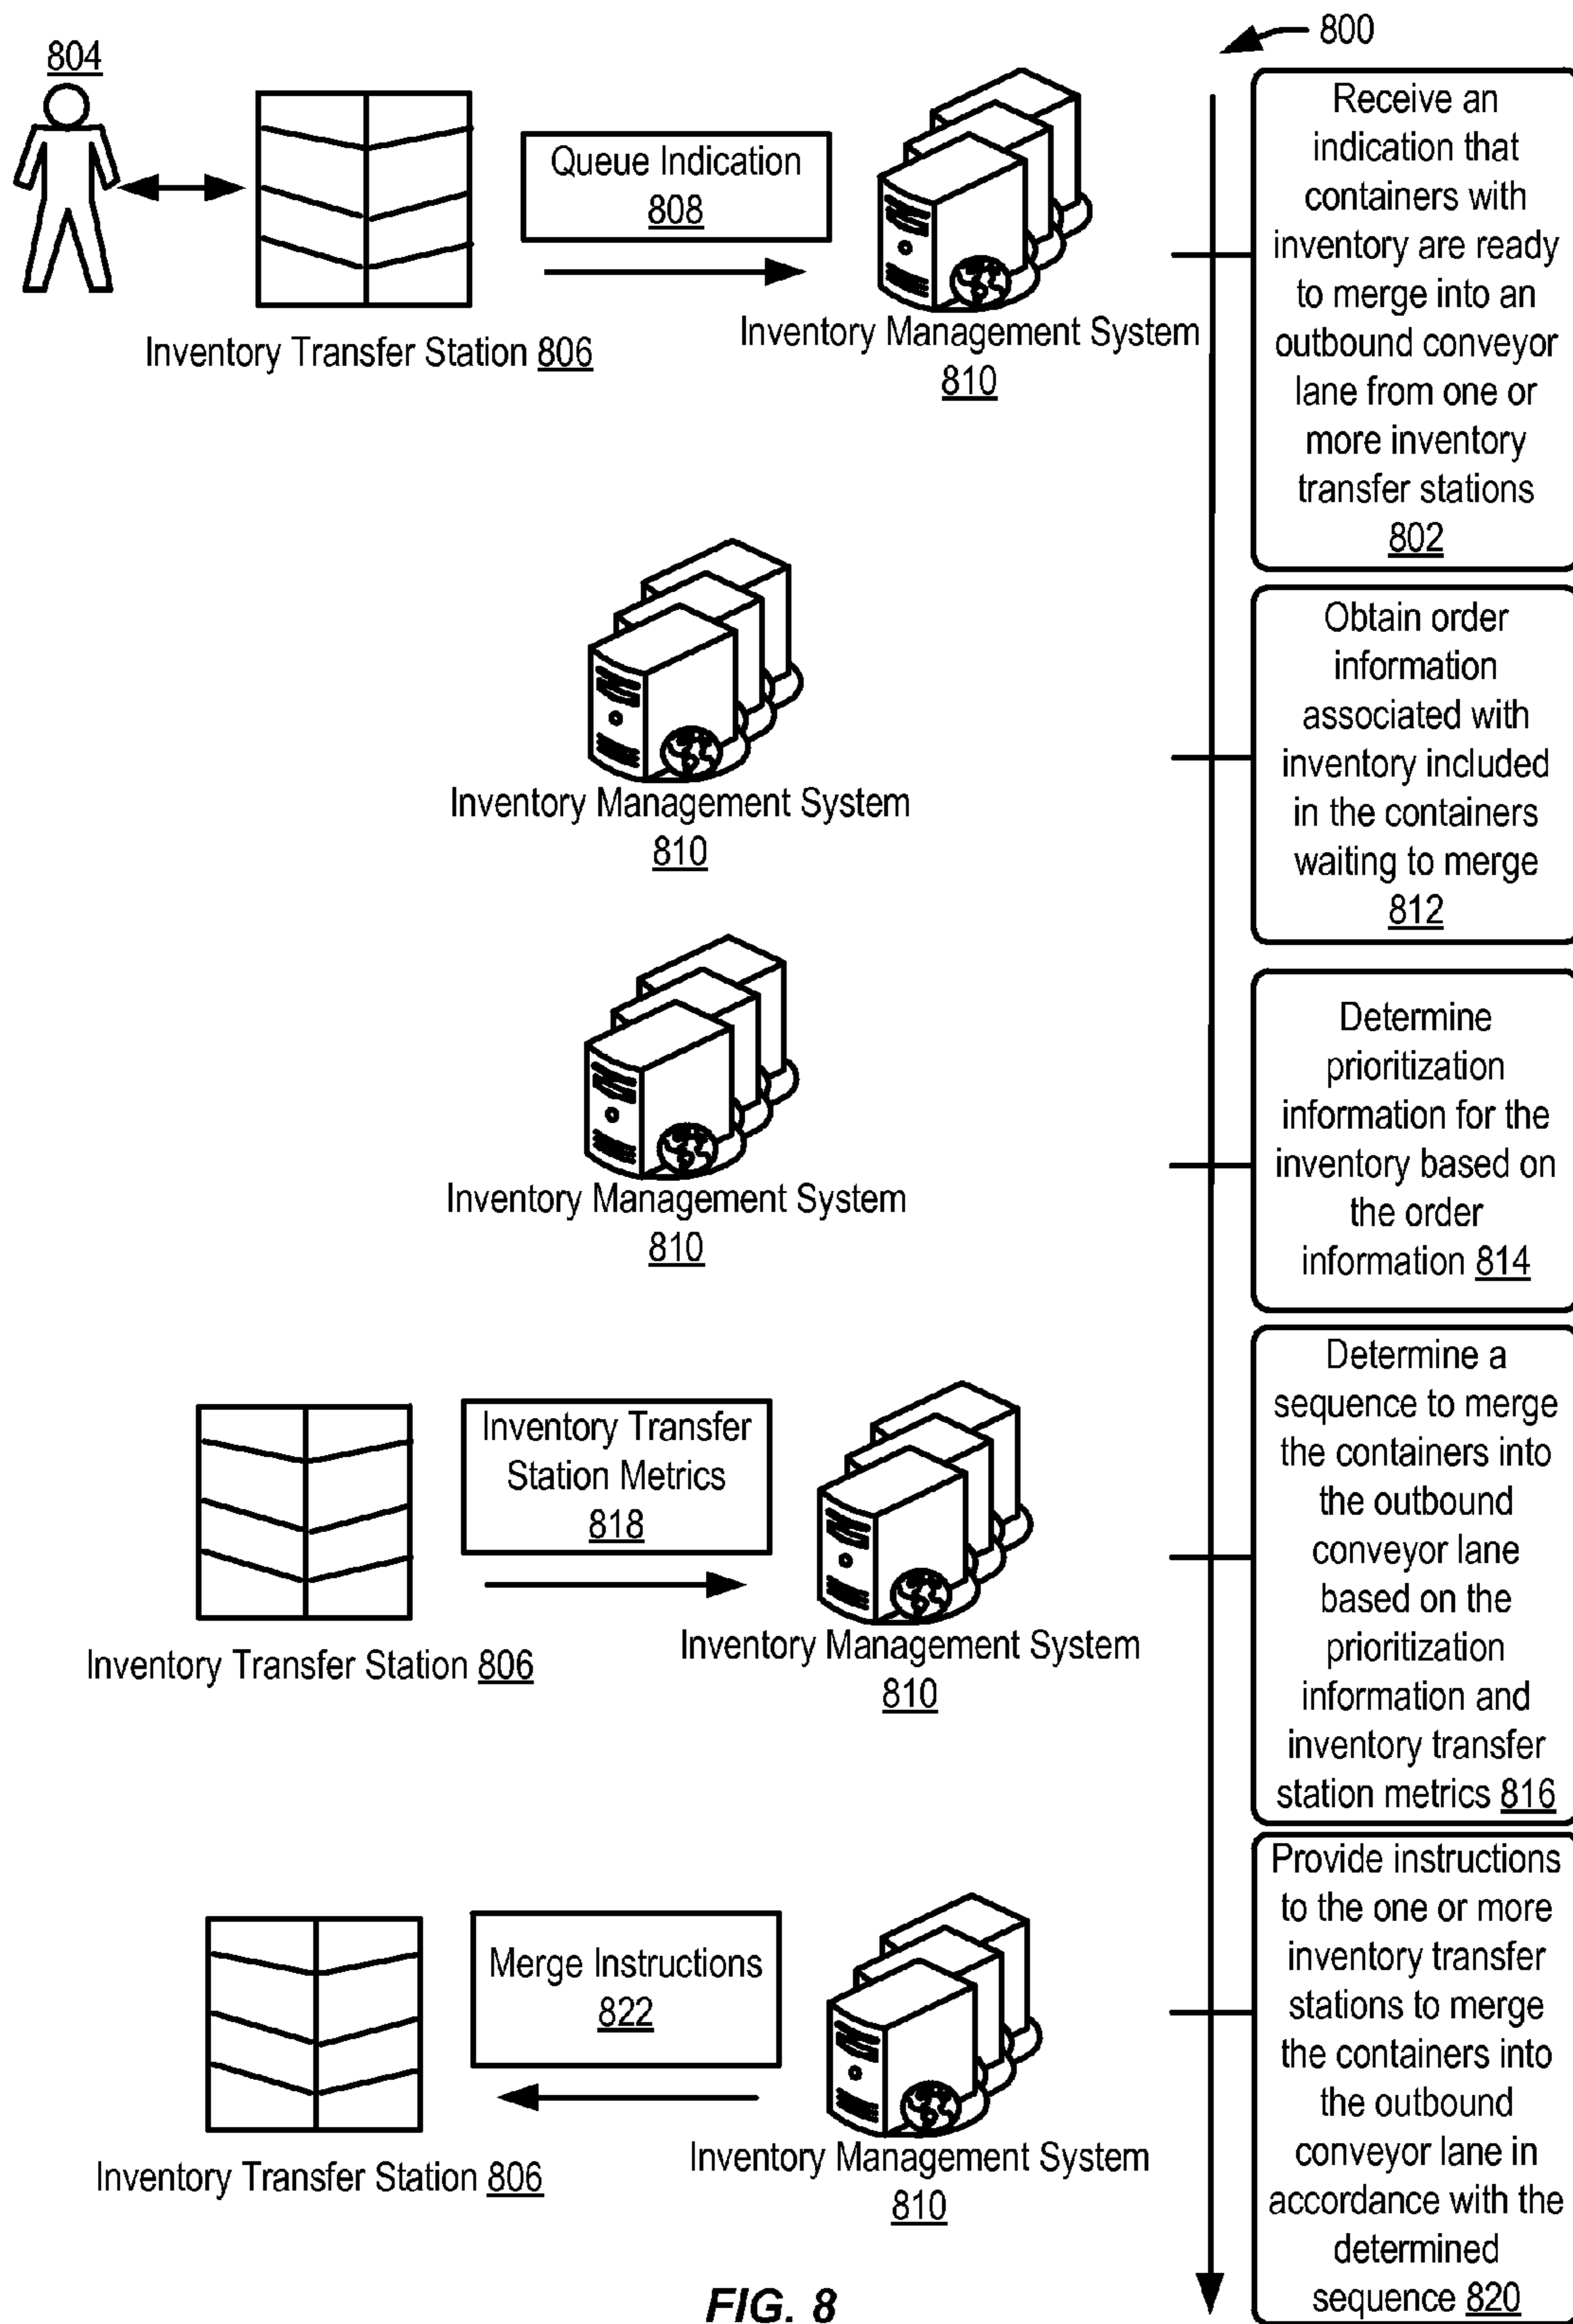 800
804
Queue Indication
808
Inventory Transfer Station 806
Inventory Management System
810
Receive an
indication that
containers with
inventory are ready
to merge into an
outbound conveyor
lane from one or
more inventory
transfer stations
802
Inventory Management System
810
Obtain order
information
associated with
inventory included
in the containers
waiting to merge
812
Inventory Management System
810
Determine
prioritization
information for the
inventory based on
the order
information 814
Inventory Transfer
Station Metrics
818
Inventory Transfer Station 806
Inventory Management System
810
Determine a
sequence to merge
the containers into
the outbound
conveyor lane
based on the
prioritization
information and
inventory transfer
station metrics 816
Merge Instructions
822
Inventory Transfer Station 806
Inventory Management System
810
Provide instructions
to the one or more
inventory transfer
stations to merge
the containers into
the outbound
conveyor lane in
accordance with the
determined
sequence 820
FIG. 8